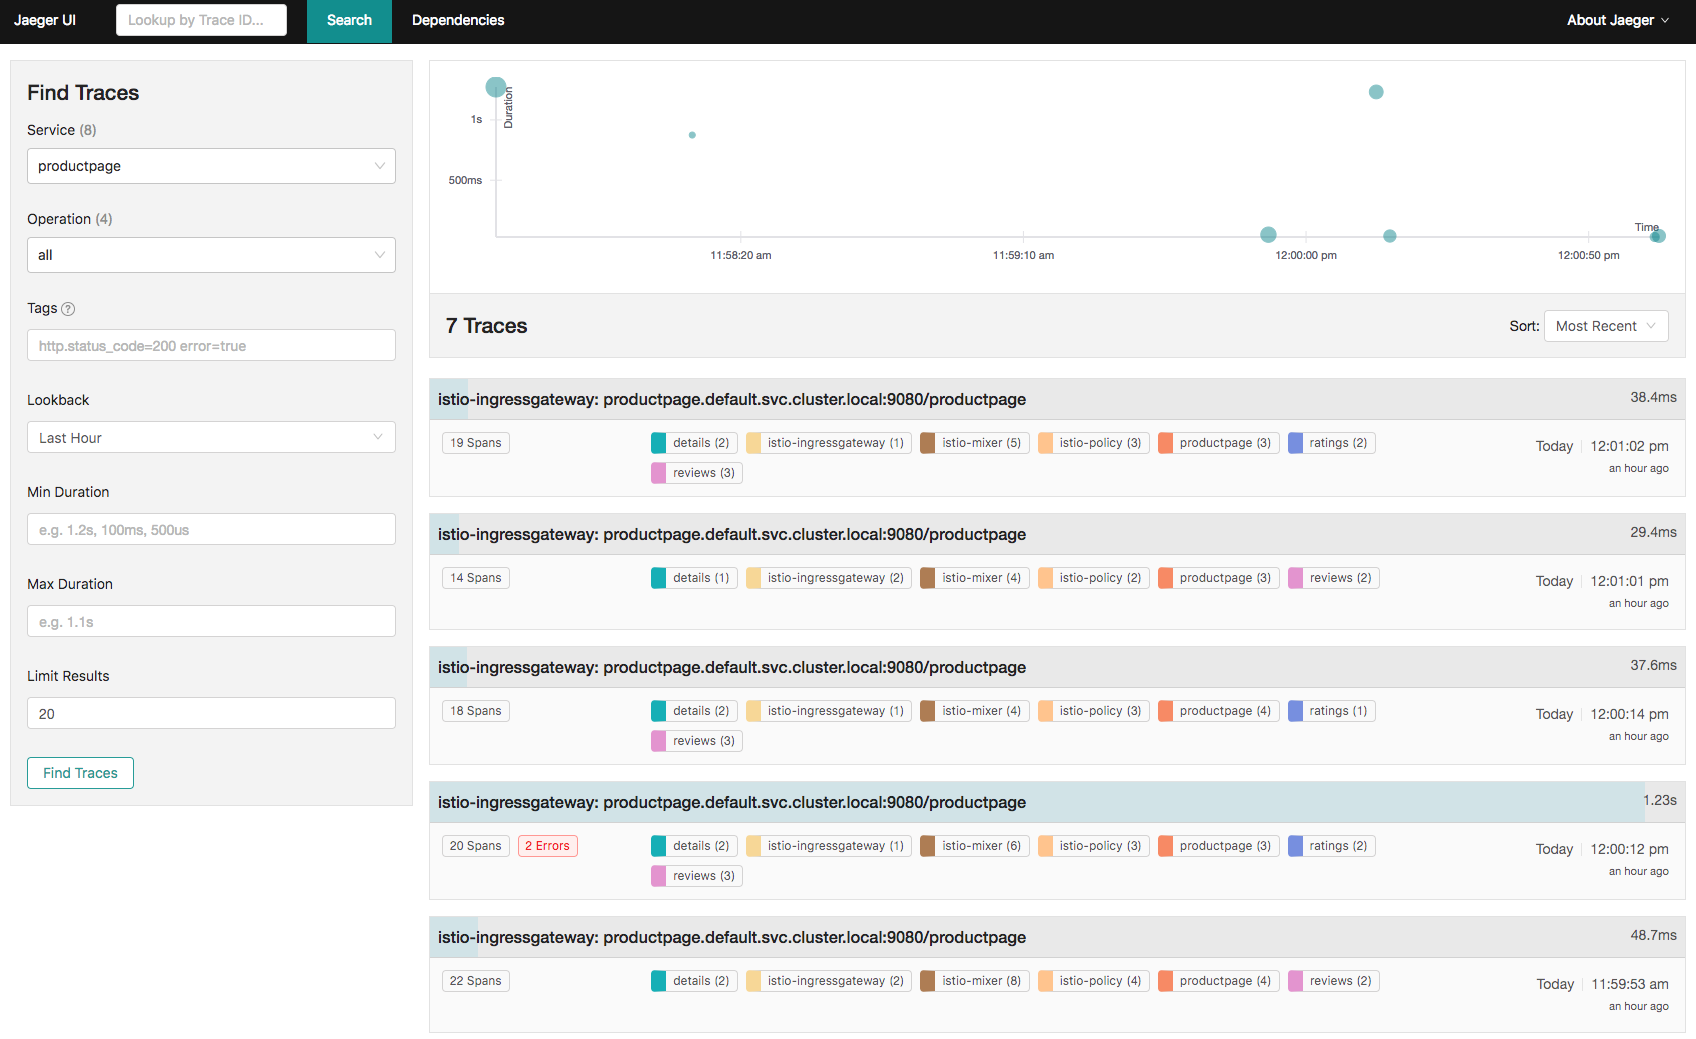 Jaeger UI
Lookup by Trace ID...
Search
Dependencies
About Jaeger
Find Traces
Service (8)
productpage
Operation (4)
all
Tags ?
http.status_code=200 error=true
Lookback
Last Hour
Min Duration
e.g. 1.2s, 100ms, 500us
Max Duration
e.g. 1.1s
Limit Results
20
Find Traces
Duration
1s
500ms
Time
11:58:20 am
11:59:10 am
12:00:00 pm
12:00:50 pm
7 Traces
Sort: Most Recent
istio-ingressgateway: productpage.default.svc.cluster.local:9080/productpage
38.4ms
19 Spans
details (2)
istio-ingressgateway (1)
istio-mixer (5)
istio-policy (3)
productpage (3)
ratings (2)
reviews (3)
Today
12:01:02 pm
an hour ago
istio-ingressgateway: productpage.default.svc.cluster.local:9080/productpage
29.4ms
14 Spans
details (1)
istio-ingressgateway (2)
istio-mixer (4)
istio-policy (2)
productpage (3)
reviews (2)
Today
12:01:01 pm
an hour ago
istio-ingressgateway: productpage.default.svc.cluster.local:9080/productpage
37.6ms
18 Spans
details (2)
istio-ingressgateway (1)
istio-mixer (4)
istio-policy (3)
productpage (4)
ratings (1)
reviews (3)
Today
12:00:14 pm
an hour ago
istio-ingressgateway: productpage.default.svc.cluster.local:9080/productpage
1.23s
20 Spans
2 Errors
details (2)
istio-ingressgateway (1)
istio-mixer (6)
istio-policy (3)
productpage (3)
ratings (2)
reviews (3)
Today
12:00:12 pm
an hour ago
istio-ingressgateway: productpage.default.svc.cluster.local:9080/productpage
48.7ms
22 Spans
details (2)
istio-ingressgateway (2)
istio-mixer (8)
istio-policy (4)
productpage (4)
reviews (2)
Today
11:59:53 am
an hour ago